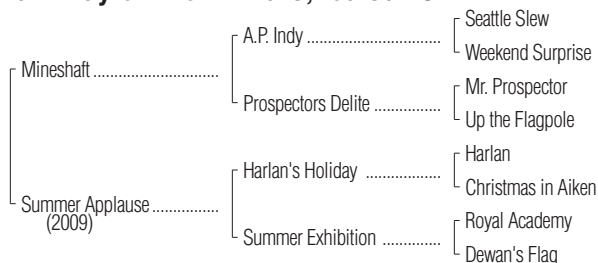 Seattle Slew
A.P. Indy ........................
Weekend Surprise
Mineshaft ............................
Mr. Prospector
Prospectors Delite ...............
Up the Flagpole
Harlan
Harlan's Holiday .................
Christmas in Aiken
Summer Applause ...............
(2009)
Royal Academy
Summer Exhibition ..............
Dewan's Flag